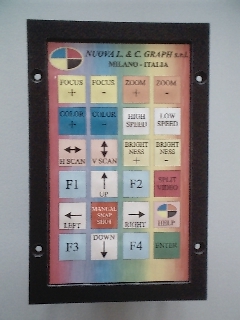 NUOVA L. & C. GRAPH s.r.l.
MILANO - ITALIA
FOCUS + FOCUS - ZOOM + ZOOM -
COLOR + COLOR - HIGH SPEED LOW SPEED
H SCAN V SCAN BRIGHT NESS + BRIGHT NESS -
F1 UP F2 SPLIT VIDEO
LEFT MANUAL SNAP SHOT RIGHT HELP
F3 DOWN F4 ENTER